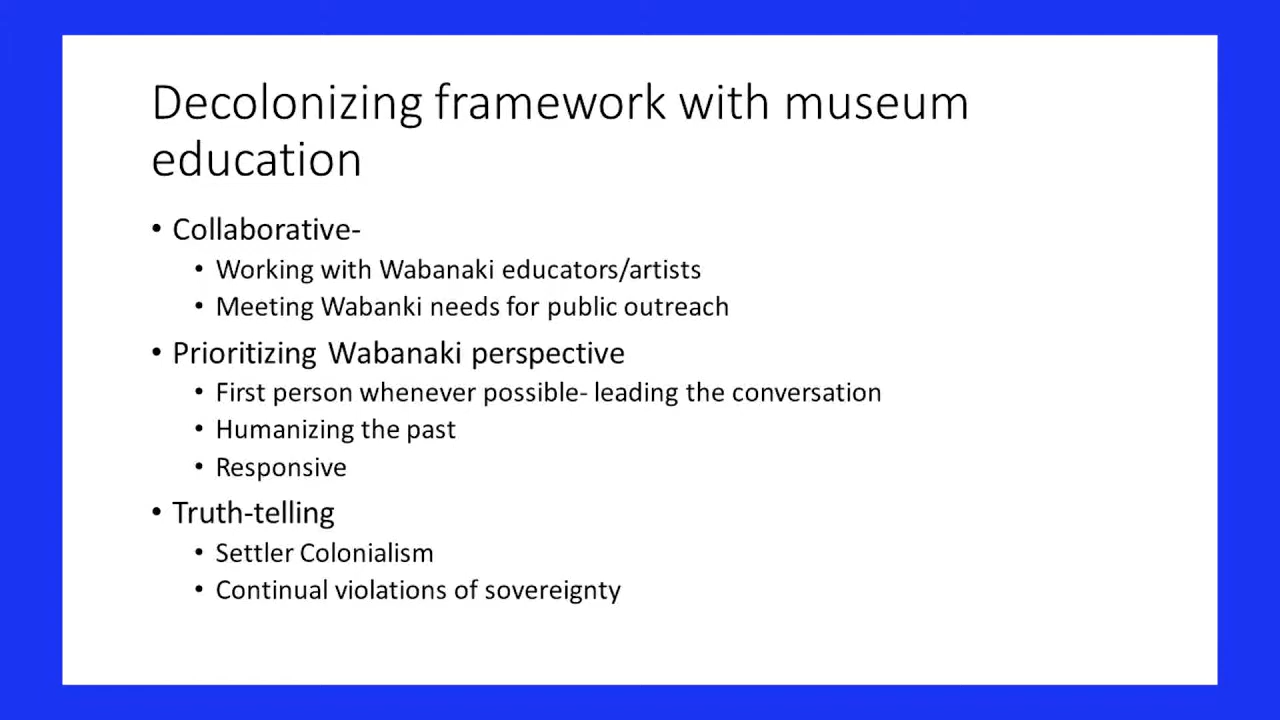 Decolonizing framework with museum
education
• Collaborative-
• Working with Wabanaki educators/artists
• Meeting Wabanki needs for public outreach
• Prioritizing Wabanaki perspective
• First person whenever possible- leading the conversation
• Humanizing the past
• Responsive
• Truth-telling
• Settler Colonialism
• Continual violations of sovereignty